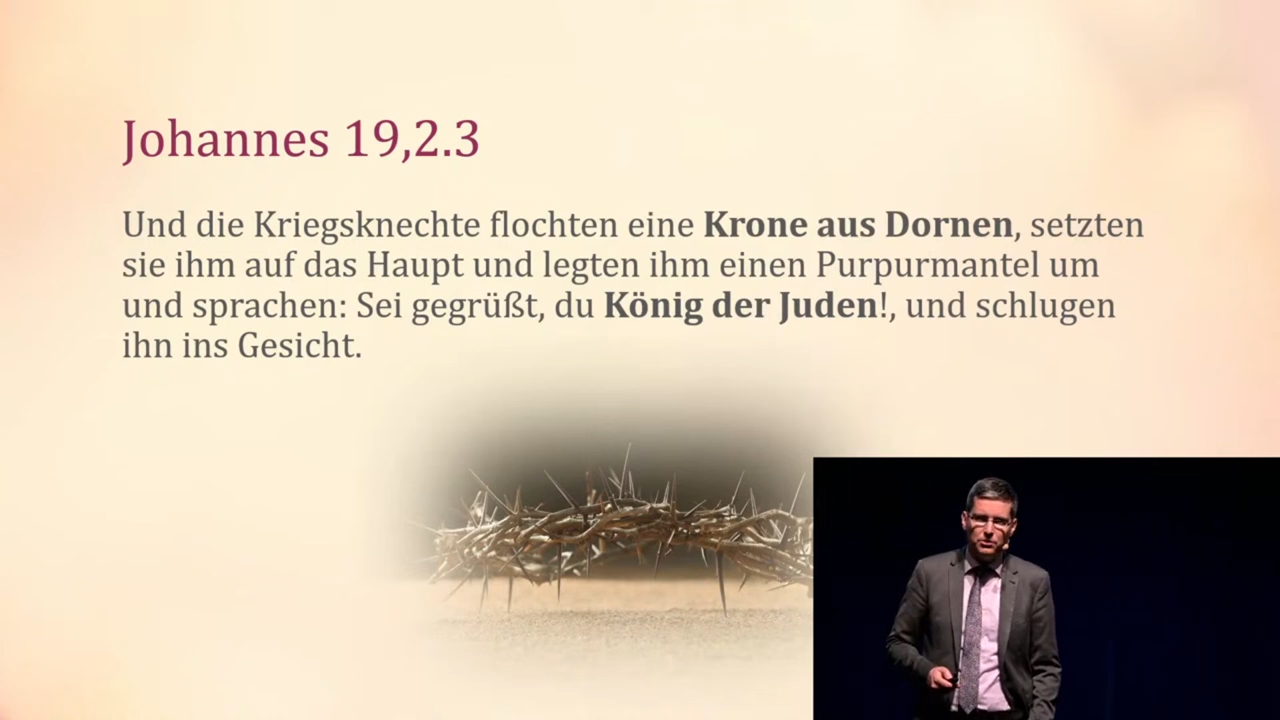 Johannes 19,2.3
Und die Kriegsknechte flochten eine Krone aus Dornen, setzten
sie ihm auf das Haupt und legten ihm einen Purpurmantel um
und sprachen: Sei gegrüßt, du König der Juden!, und schlugen
ihn ins Gesicht.